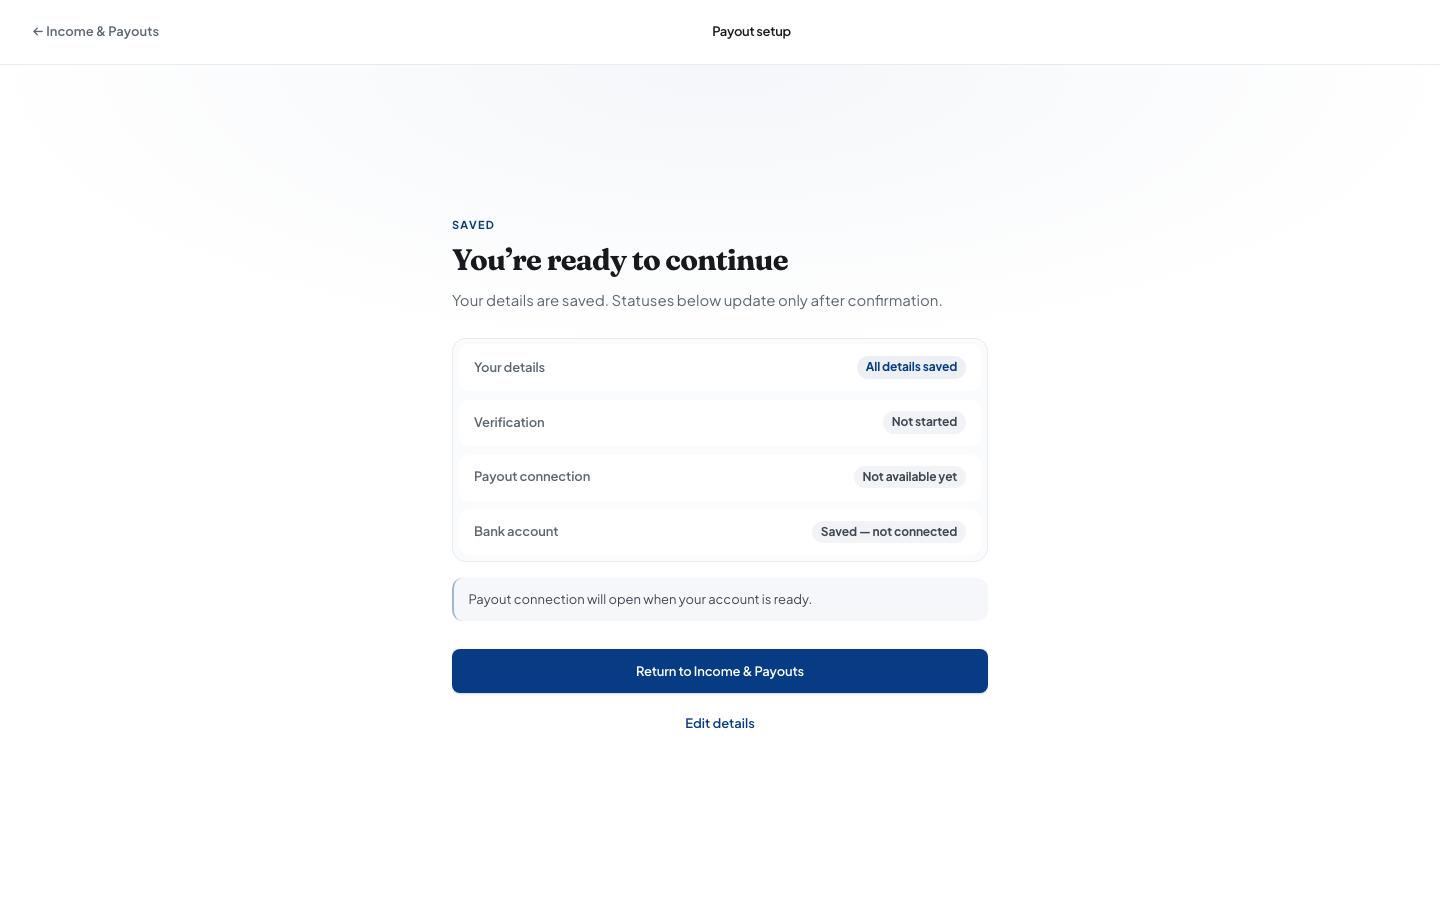 ← Income & Payouts
Payout setup
SAVED
You’re ready to continue
Your details are saved. Statuses below update only after confirmation.
Your details
All details saved
Verification
Not started
Payout connection
Not available yet
Bank account
Saved — not connected
Payout connection will open when your account is ready.
Return to Income & Payouts
Edit details